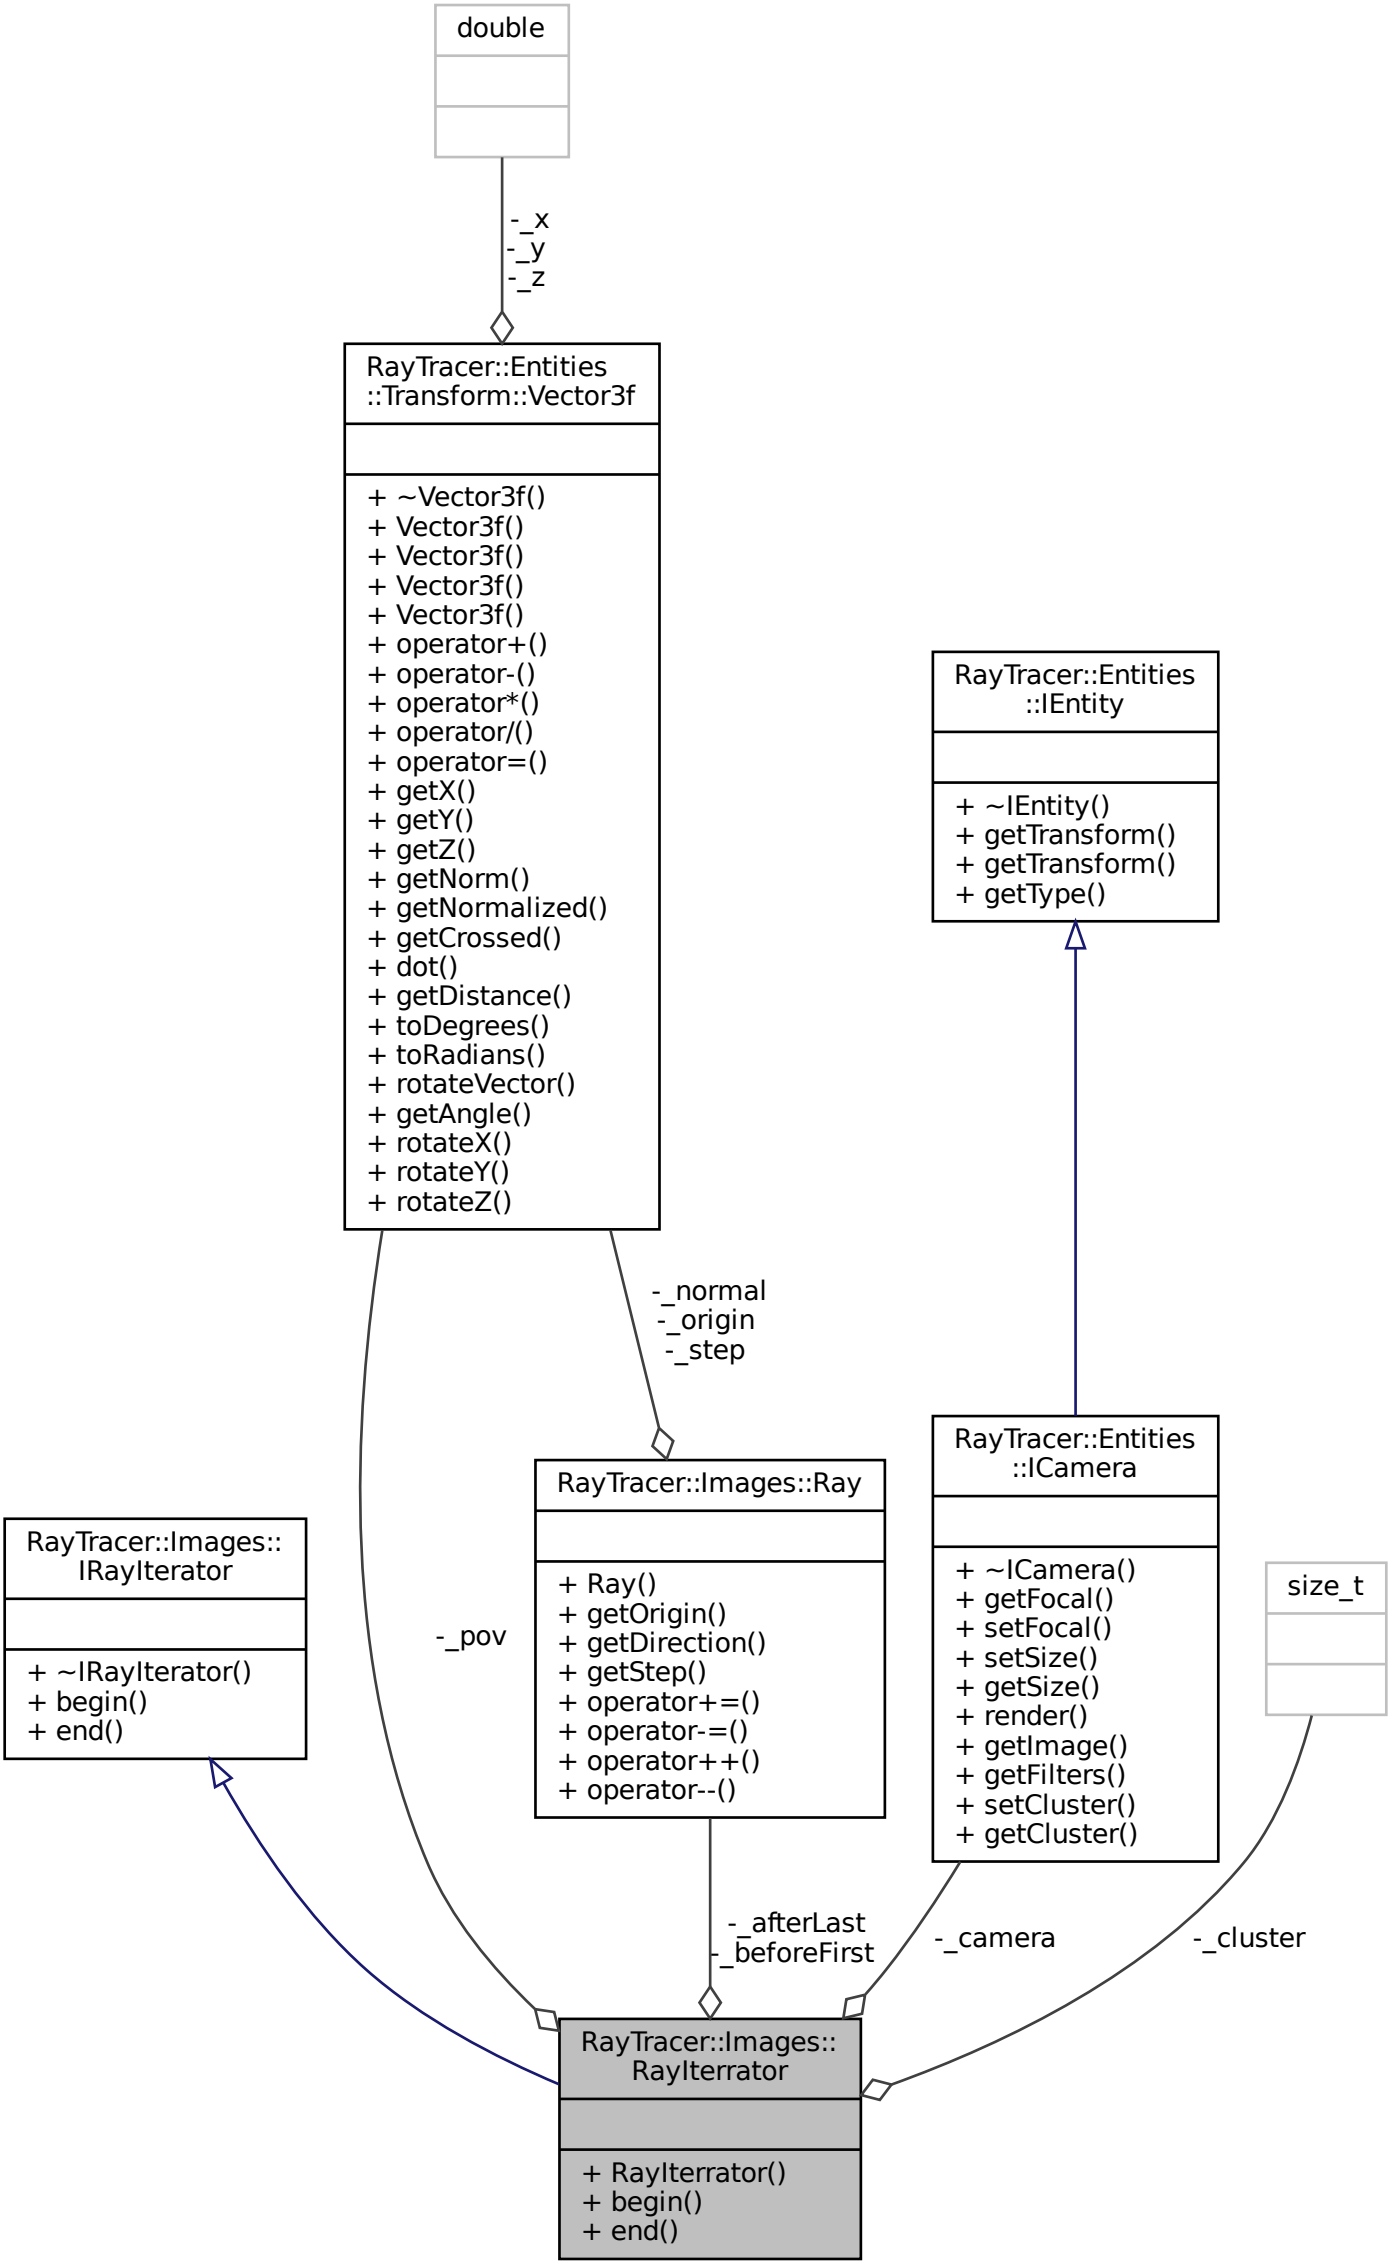 double
-_x
-_y
-_z
RayTracer::Entities
::Transform::Vector3f
+ ~Vector3f()
+ Vector3f()
+ Vector3f()
+ Vector3f()
+ Vector3f()
+ operator+()
+ operator-()
+ operator*()
+ operator/()
+ operator=()
+ getX()
+ getY()
+ getZ()
+ getNorm()
+ getNormalized()
+ getCrossed()
+ dot()
+ getDistance()
+ toDegrees()
+ toRadians()
+ rotateVector()
+ getAngle()
+ rotateX()
+ rotateY()
+ rotateZ()
RayTracer::Entities
::IEntity
+ ~IEntity()
+ getTransform()
+ getTransform()
+ getType()
-_normal
-_origin
-_step
RayTracer::Images::
IRayIterator
+ ~IRayIterator()
+ begin()
+ end()
-_pov
RayTracer::Images::Ray
+ Ray()
+ getOrigin()
+ getDirection()
+ getStep()
+ operator+=()
+ operator-=()
+ operator++()
+ operator--()
RayTracer::Entities
::ICamera
+ ~ICamera()
+ getFocal()
+ setFocal()
+ setSize()
+ getSize()
+ render()
+ getImage()
+ getFilters()
+ setCluster()
+ getCluster()
size_t
-_afterLast
-_beforeFirst
-_camera
-_cluster
RayTracer::Images::
RayIterrator
+ RayIterrator()
+ begin()
+ end()